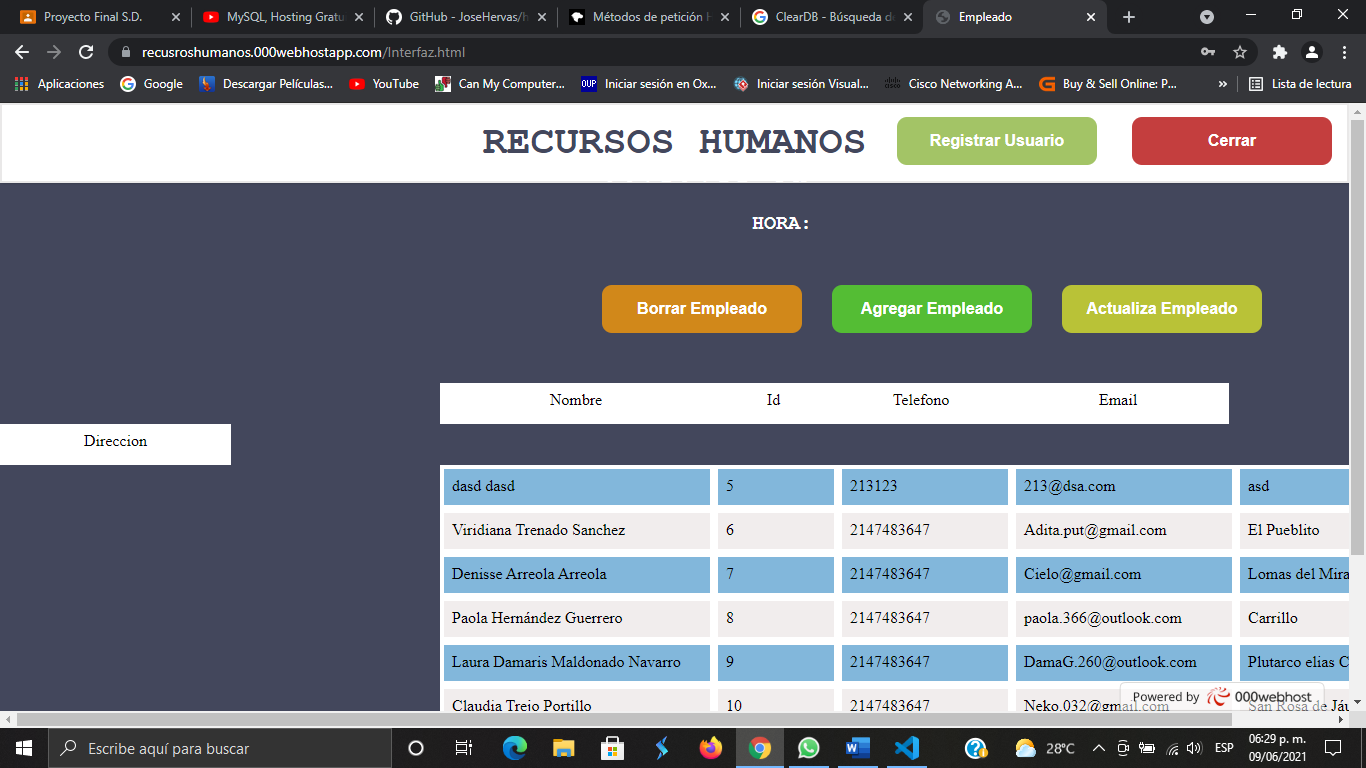 Proyecto Final S.D.
MySQL, Hosting Gratu
GitHub - JoseHervas/h
Métodos de petición H
ClearDB - Búsqueda de
Empleado
recusroshumanos.000webhostapp.com/Interfaz.html
Aplicaciones
Google
Descargar Películas...
YouTube
Can My Computer...
Iniciar sesión en Ox...
Iniciar sesión Visual...
Cisco Networking A...
Buy & Sell Online: P...
»
Lista de lectura
RECURSOS HUMANOS
Registrar Usuario
Cerrar
HORA:
Borrar Empleado
Agregar Empleado
Actualiza Empleado
Nombre Id Telefono Email
Direccion
dasd dasd 5 213123 213@dsa.com asd
Viridiana Trenado Sanchez 6 2147483647 Adita.put@gmail.com El Pueblito
Denisse Arreola Arreola 7 2147483647 Cielo@gmail.com Lomas del Mira
Paola Hernández Guerrero 8 2147483647 paola.366@outlook.com Carrillo
Laura Damaris Maldonado Navarro 9 2147483647 DamaG.260@outlook.com Plutarco elias C
Claudia Trejo Portillo 10 2147483647 Neko.032@gmail.com San Rosa de Jáu
Powered by 000webhost
Escribe aquí para buscar
28°C
ESP
06:29 p. m.
09/06/2021